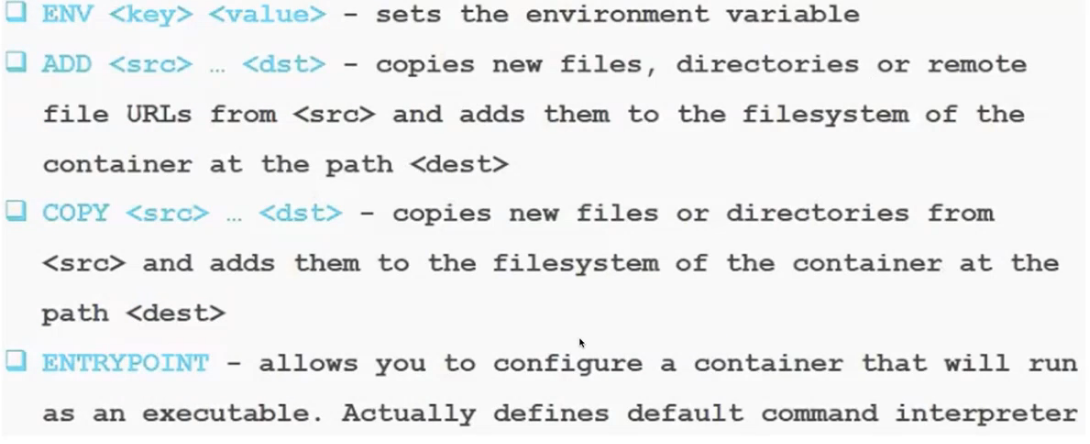 ENV <key> <value> – sets the environment variable
ADD <src> … <dst> – copies new files, directories or remote
file URLs from <src> and adds them to the filesystem of the
container at the path <dest>
COPY <src> … <dst> – copies new files or directories from
<src> and adds them to the filesystem of the container at the
path <dest>
ENTRYPOINT – allows you to configure a container that will run
as an executable. Actually defines default command interpreter